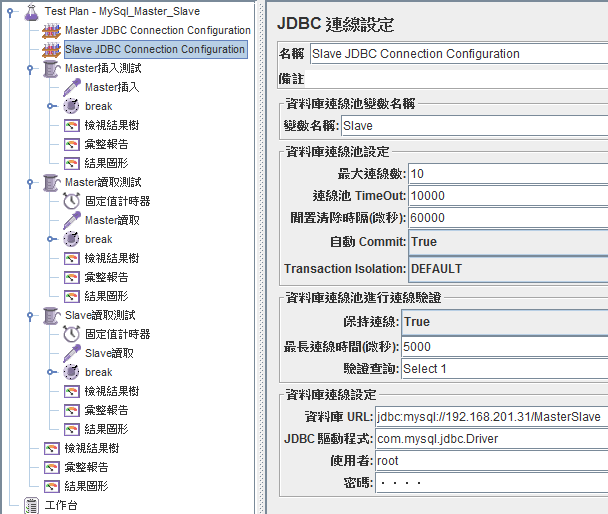 Test Plan - MySql_Master_Slave
Master JDBC Connection Configuration
Slave JDBC Connection Configuration
Master插入測試
Master插入
break
檢視結果樹
彙整報告
結果圖形
Master讀取測試
固定值計時器
Master讀取
break
檢視結果樹
彙整報告
結果圖形
Slave讀取測試
固定值計時器
Slave讀取
break
檢視結果樹
彙整報告
結果圖形
檢視結果樹
彙整報告
結果圖形
工作台
JDBC 連線設定
名稱 Slave JDBC Connection Configuration
備註
資料庫連線池變數名稱
變數名稱: Slave
資料庫連線池設定
最大連線數: 10
連線池 TimeOut: 10000
閒置清除時隔(微秒): 60000
自動 Commit: True
Transaction Isolation: DEFAULT
資料庫連線池進行連線驗證
保持連線: True
最長連線時間(微秒): 5000
驗證查詢: Select 1
資料庫連線設定
資料庫 URL: jdbc:mysql://192.168.201.31/MasterSlave
JDBC 驅動程式: com.mysql.jdbc.Driver
使用者: root
密碼: ····